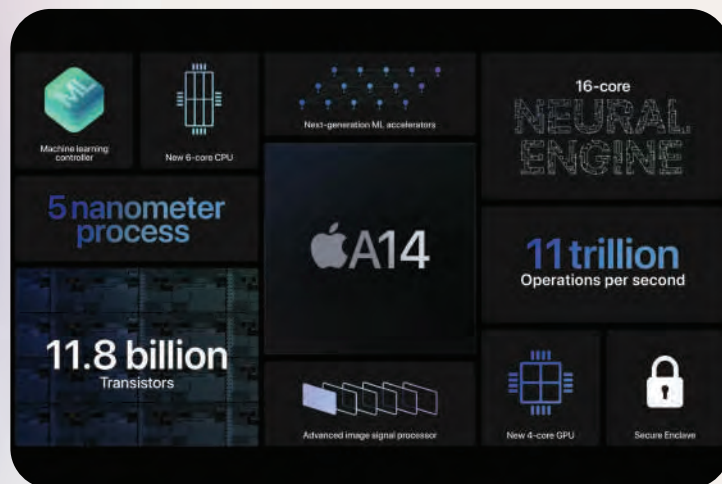 ML
Machine learning
controller
New 6-core CPU
Next-generation ML accelerators
16-core
NEURAL
ENGINE
5 nanometer
process
A14
11 trillion
Operations per second
11.8 billion
Transistors
Advanced image signal processor
New 4-core GPU
Secure Enclave